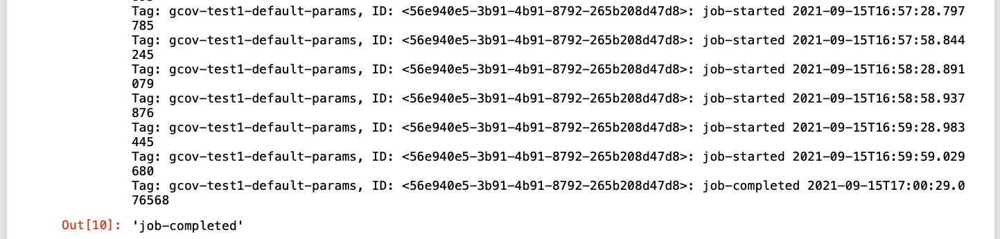 Tag: gcov-test1-default-params, ID: <56e940e5-3b91-4b91-8792-265b208d47d8>: job-started 2021-09-15T16:57:28.797
785
Tag: gcov-test1-default-params, ID: <56e940e5-3b91-4b91-8792-265b208d47d8>: job-started 2021-09-15T16:57:58.844
245
Tag: gcov-test1-default-params, ID: <56e940e5-3b91-4b91-8792-265b208d47d8>: job-started 2021-09-15T16:58:28.891
079
Tag: gcov-test1-default-params, ID: <56e940e5-3b91-4b91-8792-265b208d47d8>: job-started 2021-09-15T16:58:58.937
876
Tag: gcov-test1-default-params, ID: <56e940e5-3b91-4b91-8792-265b208d47d8>: job-started 2021-09-15T16:59:28.983
445
Tag: gcov-test1-default-params, ID: <56e940e5-3b91-4b91-8792-265b208d47d8>: job-started 2021-09-15T16:59:59.029
680
Tag: gcov-test1-default-params, ID: <56e940e5-3b91-4b91-8792-265b208d47d8>: job-completed 2021-09-15T17:00:29.0
76568
Out[10]: 'job-completed'